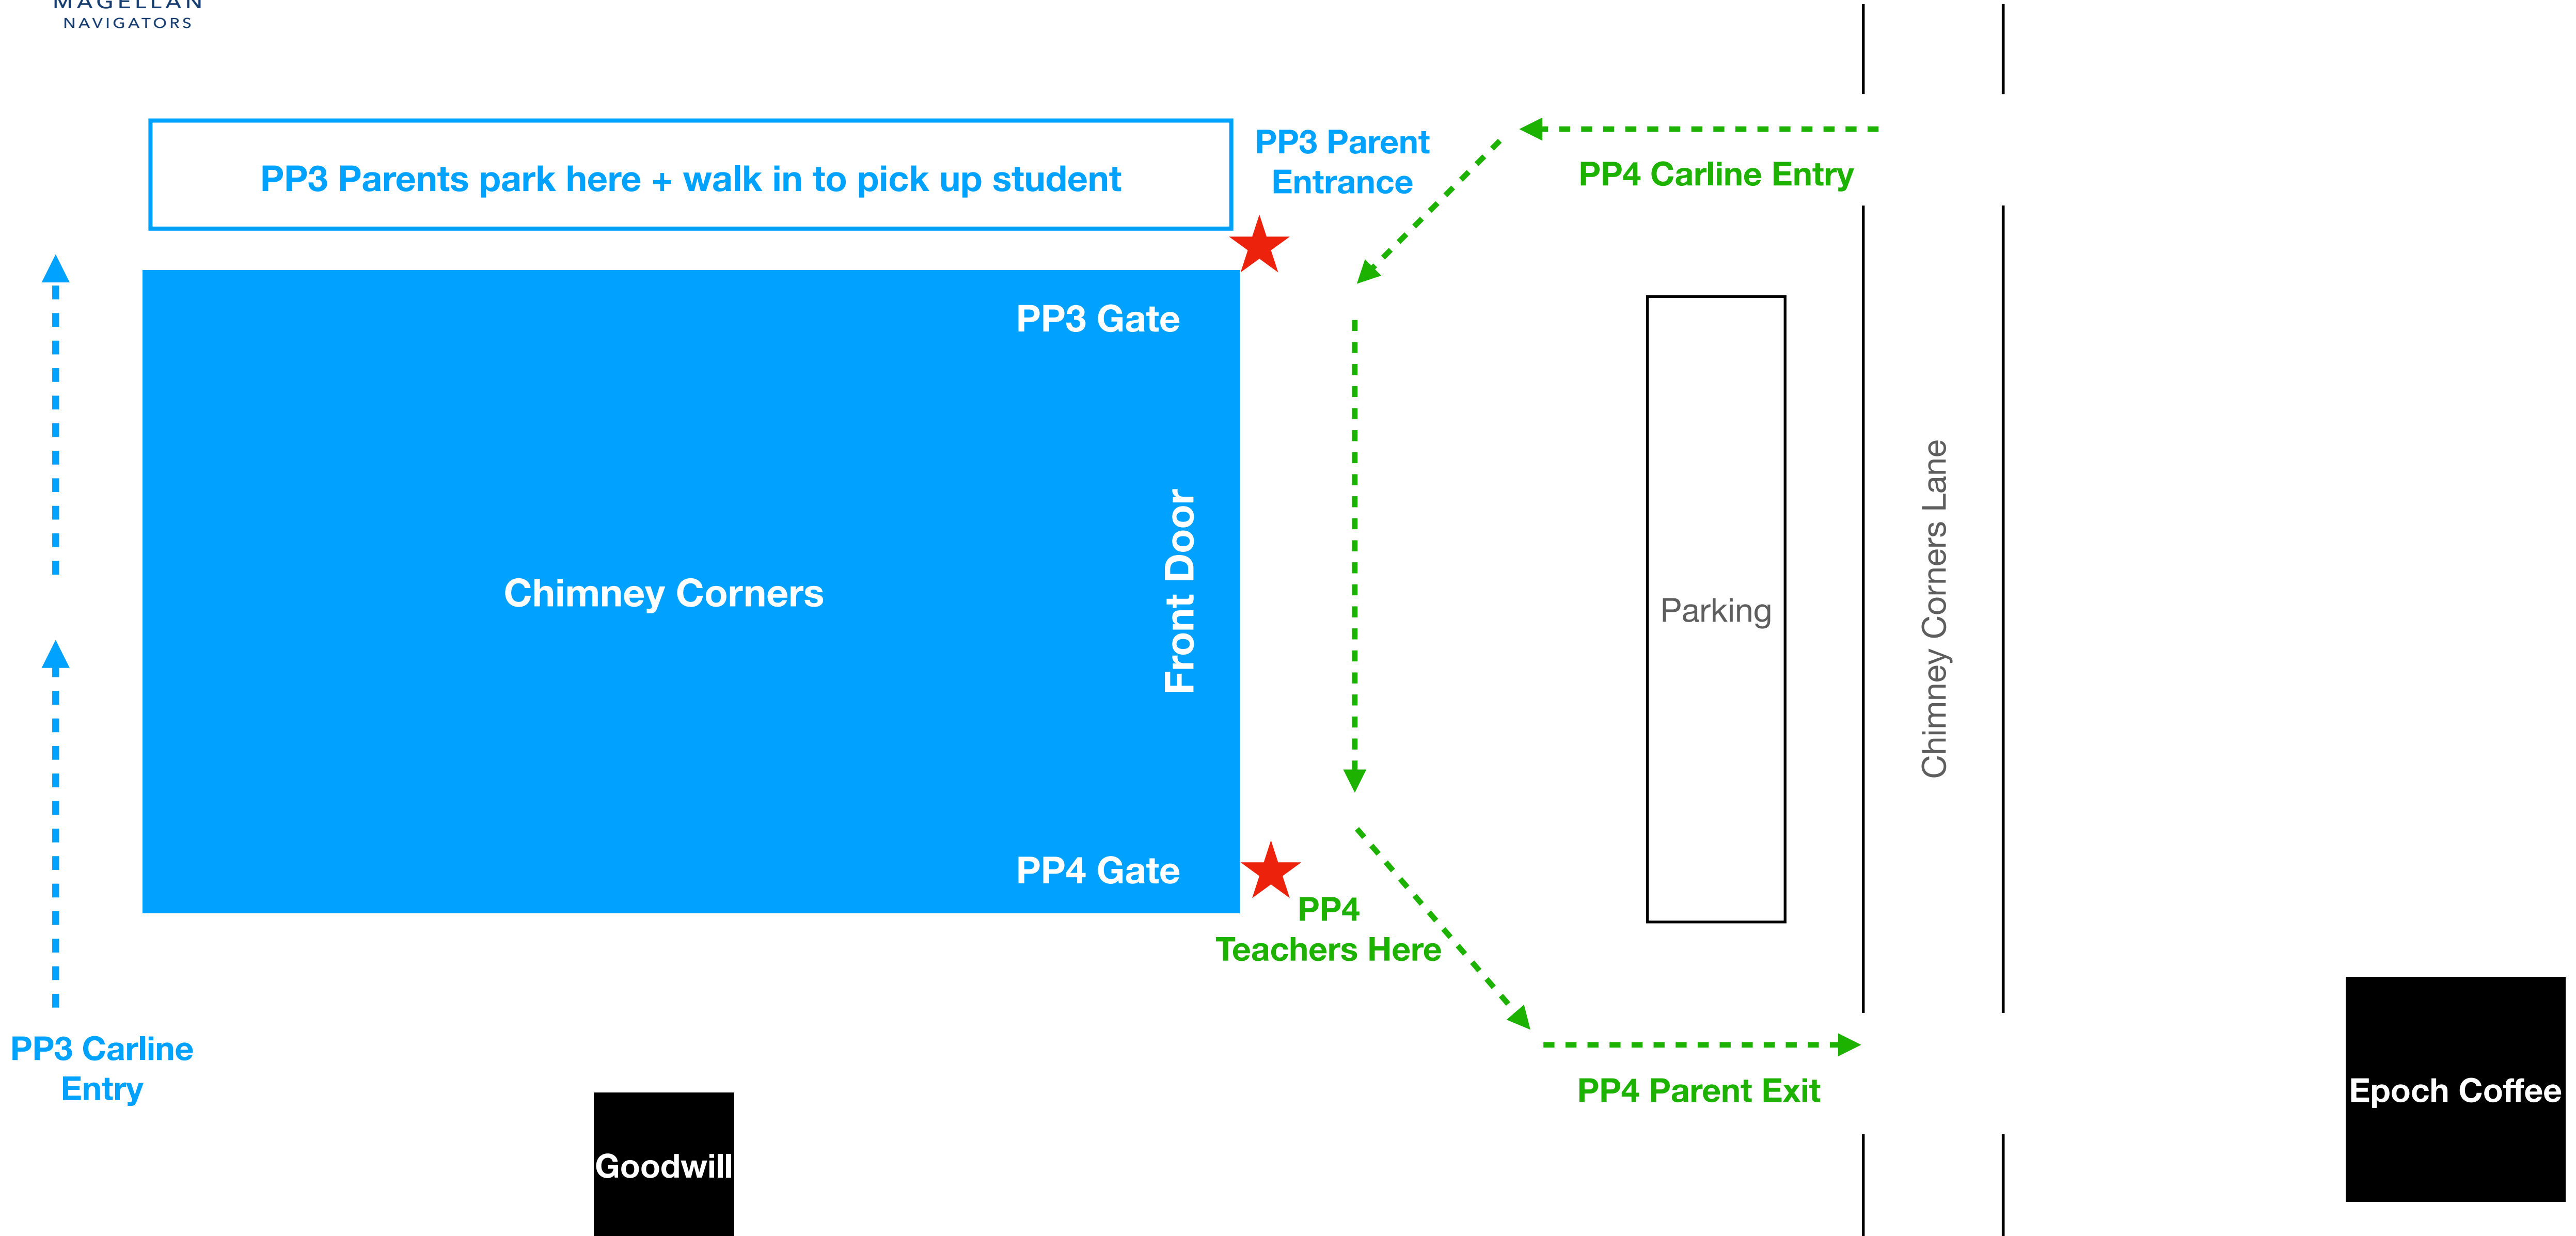 MAGELLAN
NAVIGATORS
PP3 Parents park here + walk in to pick up student
PP3 Parent
Entrance
PP4 Carline Entry
PP3 Gate
Chimney Corners
Front Door
Parking
Chimney Corners Lane
PP4 Gate
PP4
Teachers Here
PP3 Carline
Entry
PP4 Parent Exit
Epoch Coffee
Goodwill